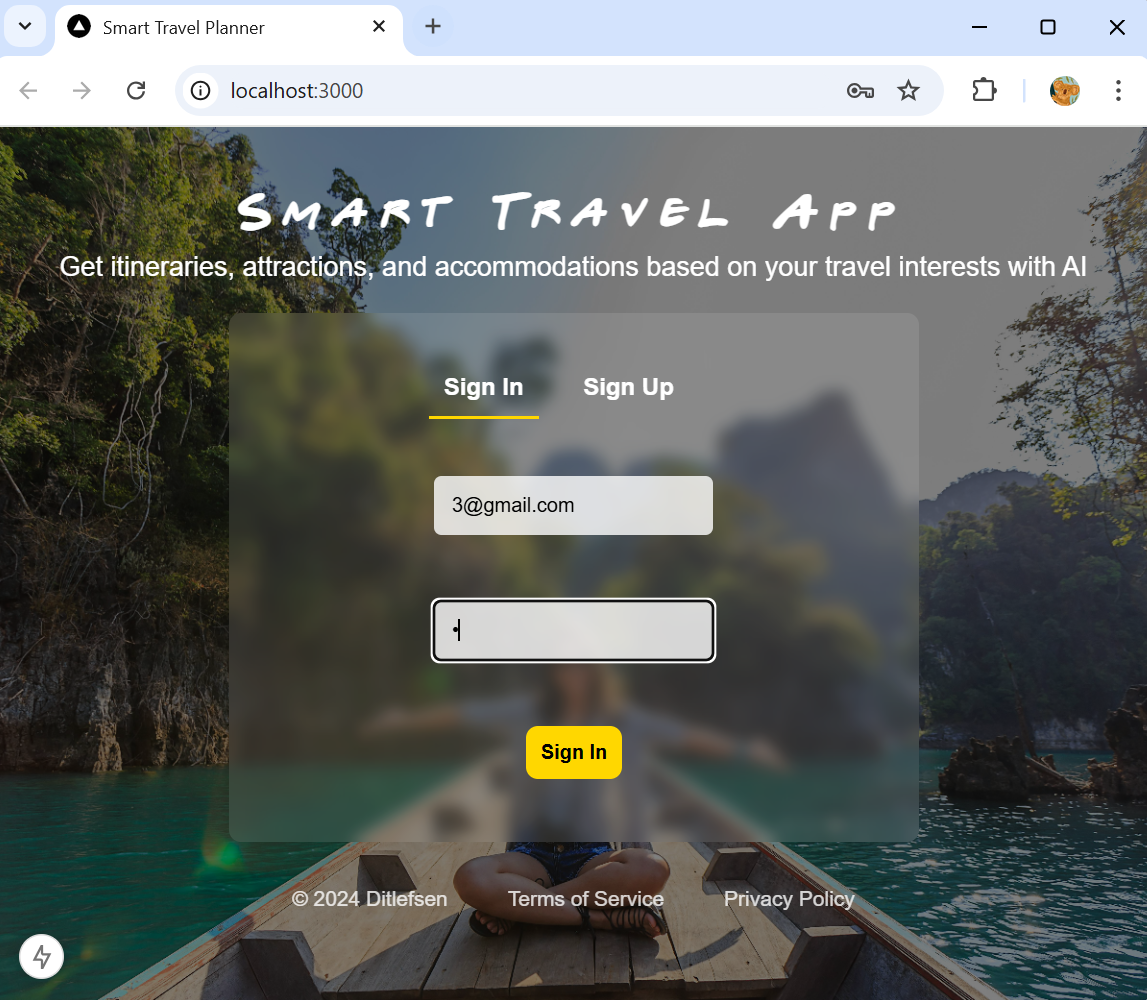 Smart Travel Planner
localhost:3000
Smart Travel App
Get itineraries, attractions, and accommodations based on your travel interests with AI
Sign In Sign Up
3@gmail.com
•
Sign In
© 2024 Ditlefsen Terms of Service Privacy Policy